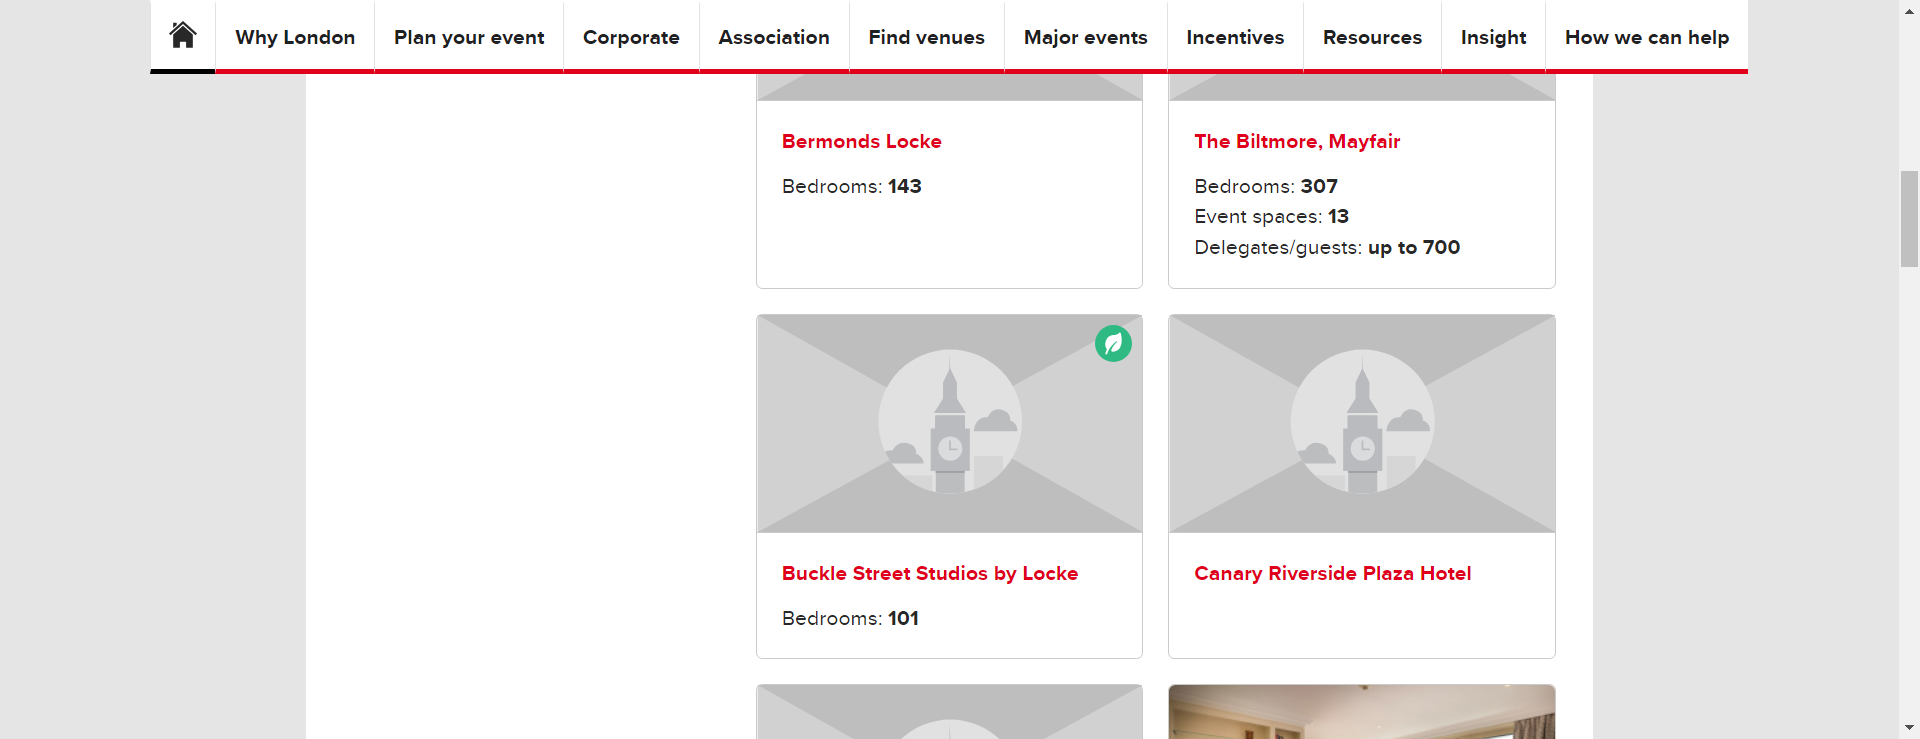 Why London
Plan your event
Corporate
Association
Find venues
Major events
Incentives
Resources
Insight
How we can help
Bermonds Locke
Bedrooms: 143
The Biltmore, Mayfair
Bedrooms: 307
Event spaces: 13
Delegates/guests: up to 700
Buckle Street Studios by Locke
Bedrooms: 101
Canary Riverside Plaza Hotel